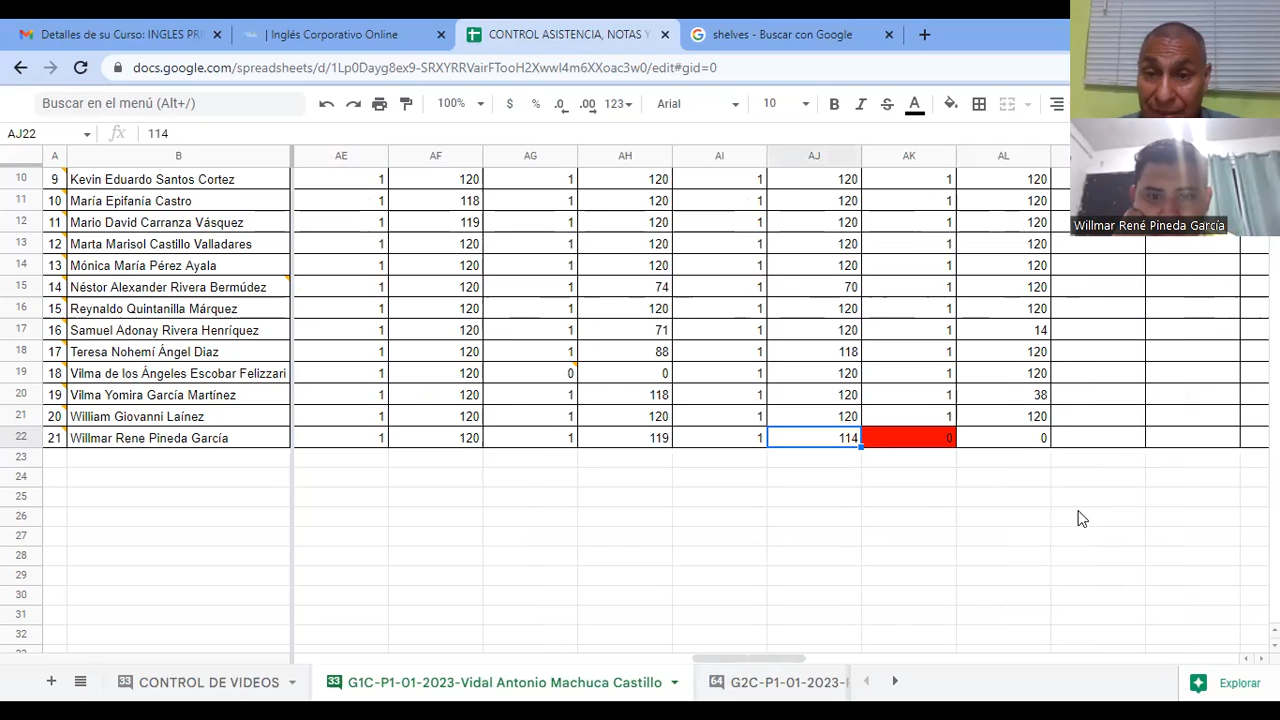 Detalles de su Curso: INGLES PR × | Inglés Corporativo Online × CONTROL ASISTENCIA, NOTAS Y × shelves - Buscar con Google × +
Buscar en el menú (Alt+/) 100% $ % .0 .00 123 Arial 10 B I S A
AJ22 fx 114
A B AE AF AG AH AI AJ AK AL
10 9 Kevin Eduardo Santos Cortez 1 120 1 120 1 120 1 120
11 10 María Epifanía Castro 1 118 1 120 1 120 1 120
12 11 Mario David Carranza Vásquez 1 119 1 120 1 120 1 120
13 12 Marta Marisol Castillo Valladares 1 120 1 120 1 120 1 120
14 13 Mónica María Pérez Ayala 1 120 1 120 1 120 1 120
15 14 Néstor Alexander Rivera Bermúdez 1 120 1 74 1 70 1 120
16 15 Reynaldo Quintanilla Márquez 1 120 1 120 1 120 1 120
17 16 Samuel Adonay Rivera Henríquez 1 120 1 71 1 120 1 14
18 17 Teresa Nohemí Ángel Diaz 1 120 1 88 1 118 1 120
19 18 Vilma de los Ángeles Escobar Felizzari 1 120 0 0 1 120 1 120
20 19 Vilma Yomira García Martínez 1 120 1 118 1 120 1 38
21 20 William Giovanni Laínez 1 120 1 120 1 120 1 120
22 21 Willmar Rene Pineda García 1 120 1 119 1 114 0 0
23
24
25
26
27
28
29
30
31
32
Willmar René Pineda García
+ 33 CONTROL DE VIDEOS 33 G1C-P1-01-2023-Vidal Antonio Machuca Castillo 64 G2C-P1-01-2023- Explorar